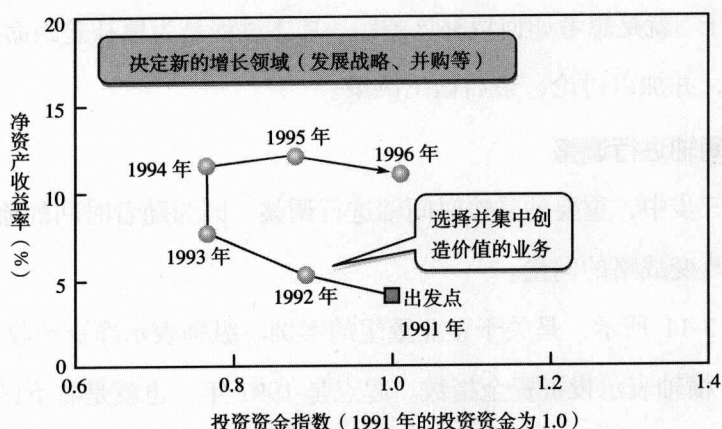 决定新的增长领域（发展战略、并购等）
净资产收益率（%）
20
15
10
5
0
1995 年
1994 年
1996 年
选择并集中创
造价值的业务
1993 年
1992 年
出发点
1991 年
0.6
0.8
1.0
1.2
1.4
投资资金指数（1991 年的投资资金为 1.0）